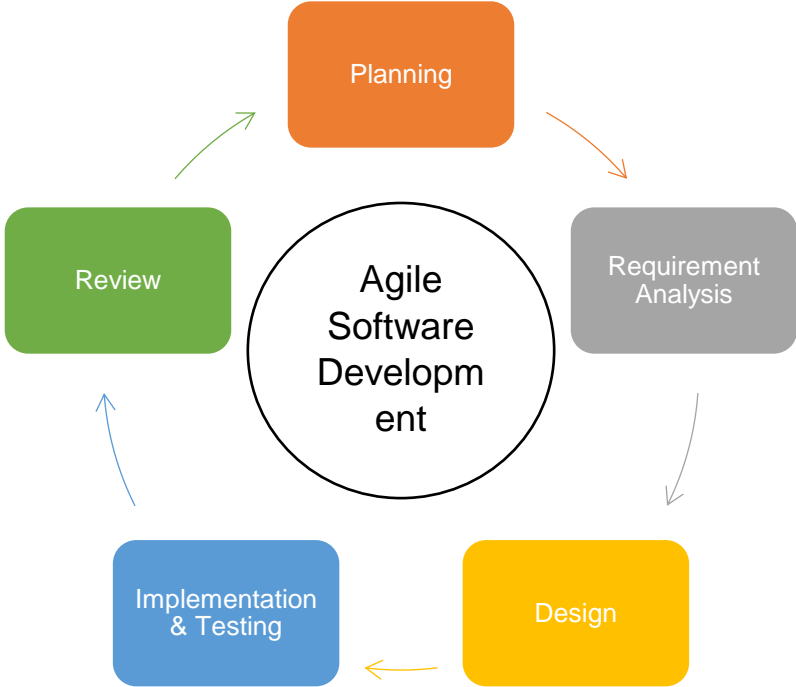 Planning
Requirement
Analysis
Design
Implementation
& Testing
Review
Agile
Software
Developm
ent